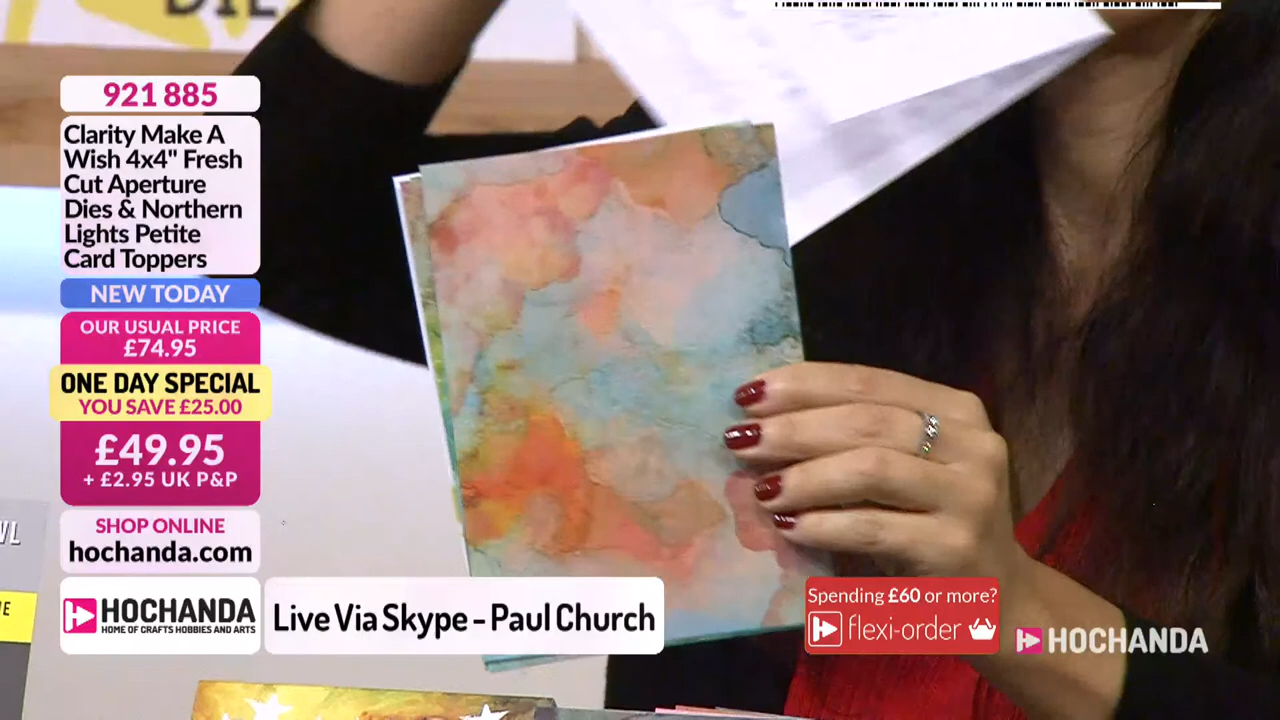 DIE
921 885
Clarity Make A
Wish 4x4" Fresh
Cut Aperture
Dies & Northern
Lights Petite
Card Toppers
NEW TODAY
OUR USUAL PRICE
£74.95
ONE DAY SPECIAL
YOU SAVE £25.00
£49.95
+ £2.95 UK P&P
SHOP ONLINE
hochanda.com
HOCHANDA
HOME OF CRAFTS HOBBIES AND ARTS
Live Via Skype - Paul Church
Spending £60 or more?
flexi-order
HOCHANDA